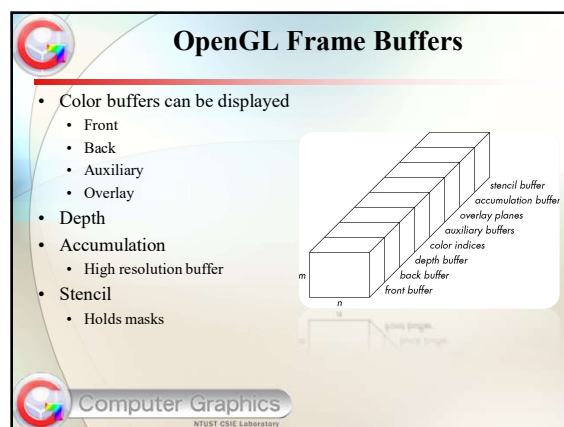 OpenGL Frame Buffers
• Color buffers can be displayed
• Front
• Back
• Auxiliary
• Overlay
• Depth
• Accumulation
• High resolution buffer
• Stencil
• Holds masks
stencil buffer
accumulation buffer
overlay planes
auxiliary buffers
color indices
depth buffer
back buffer
front buffer
m
n
Computer Graphics
NTUST CSIE Laboratory